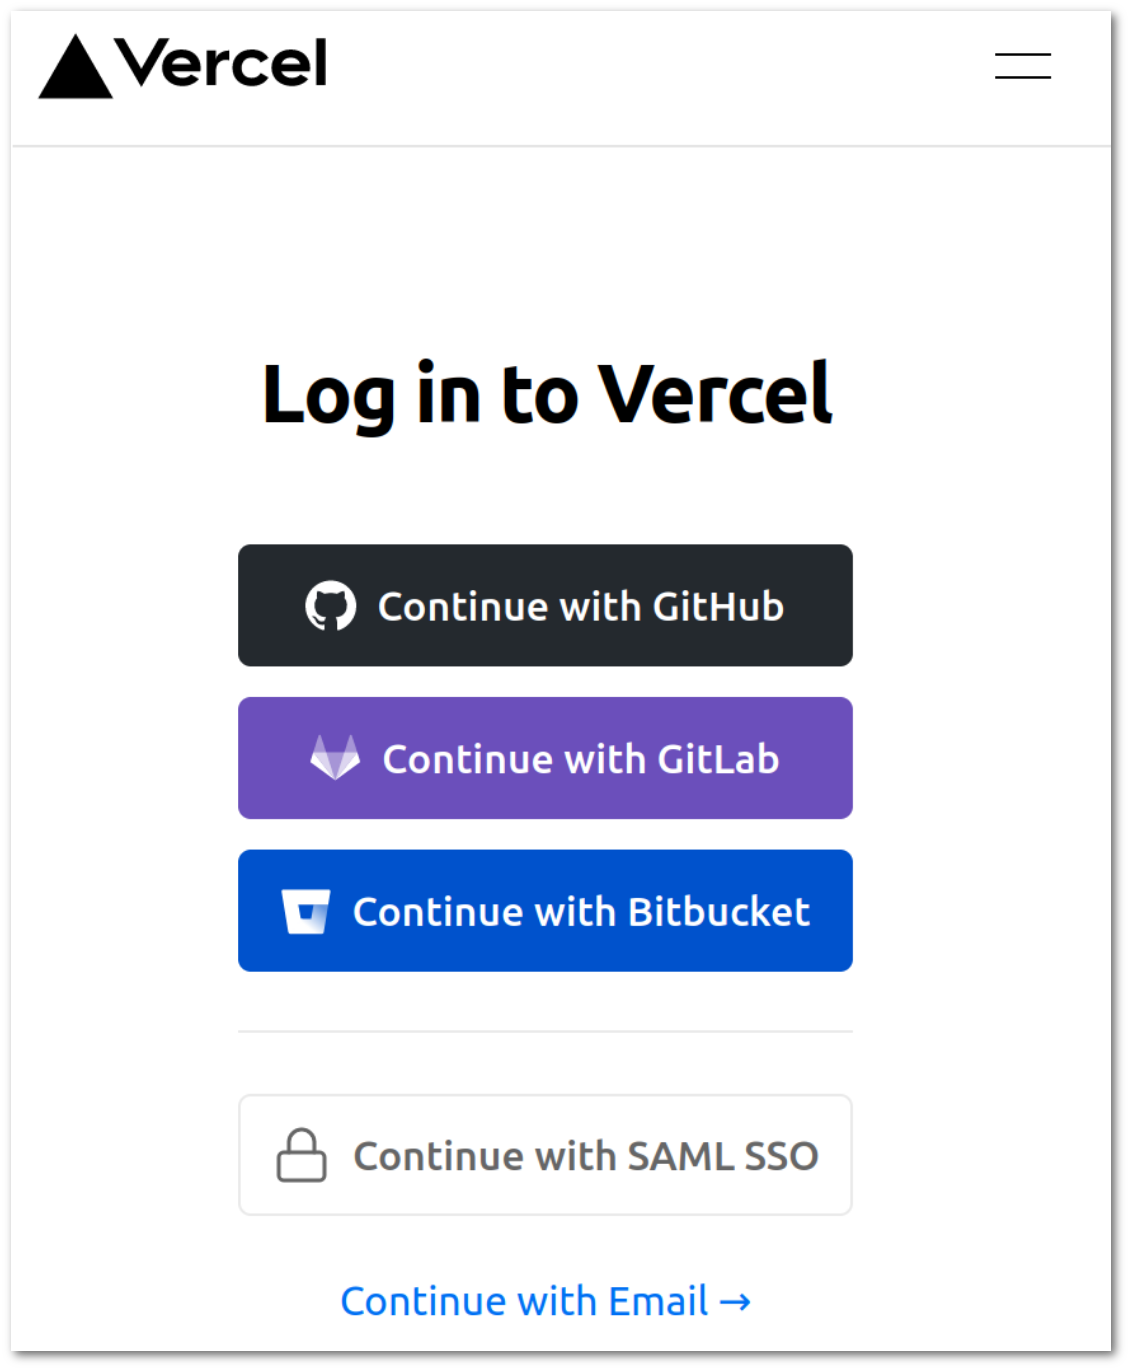 Vercel
Log in to Vercel
Continue with GitHub
Continue with GitLab
Continue with Bitbucket
Continue with SAML SSO
Continue with Email →